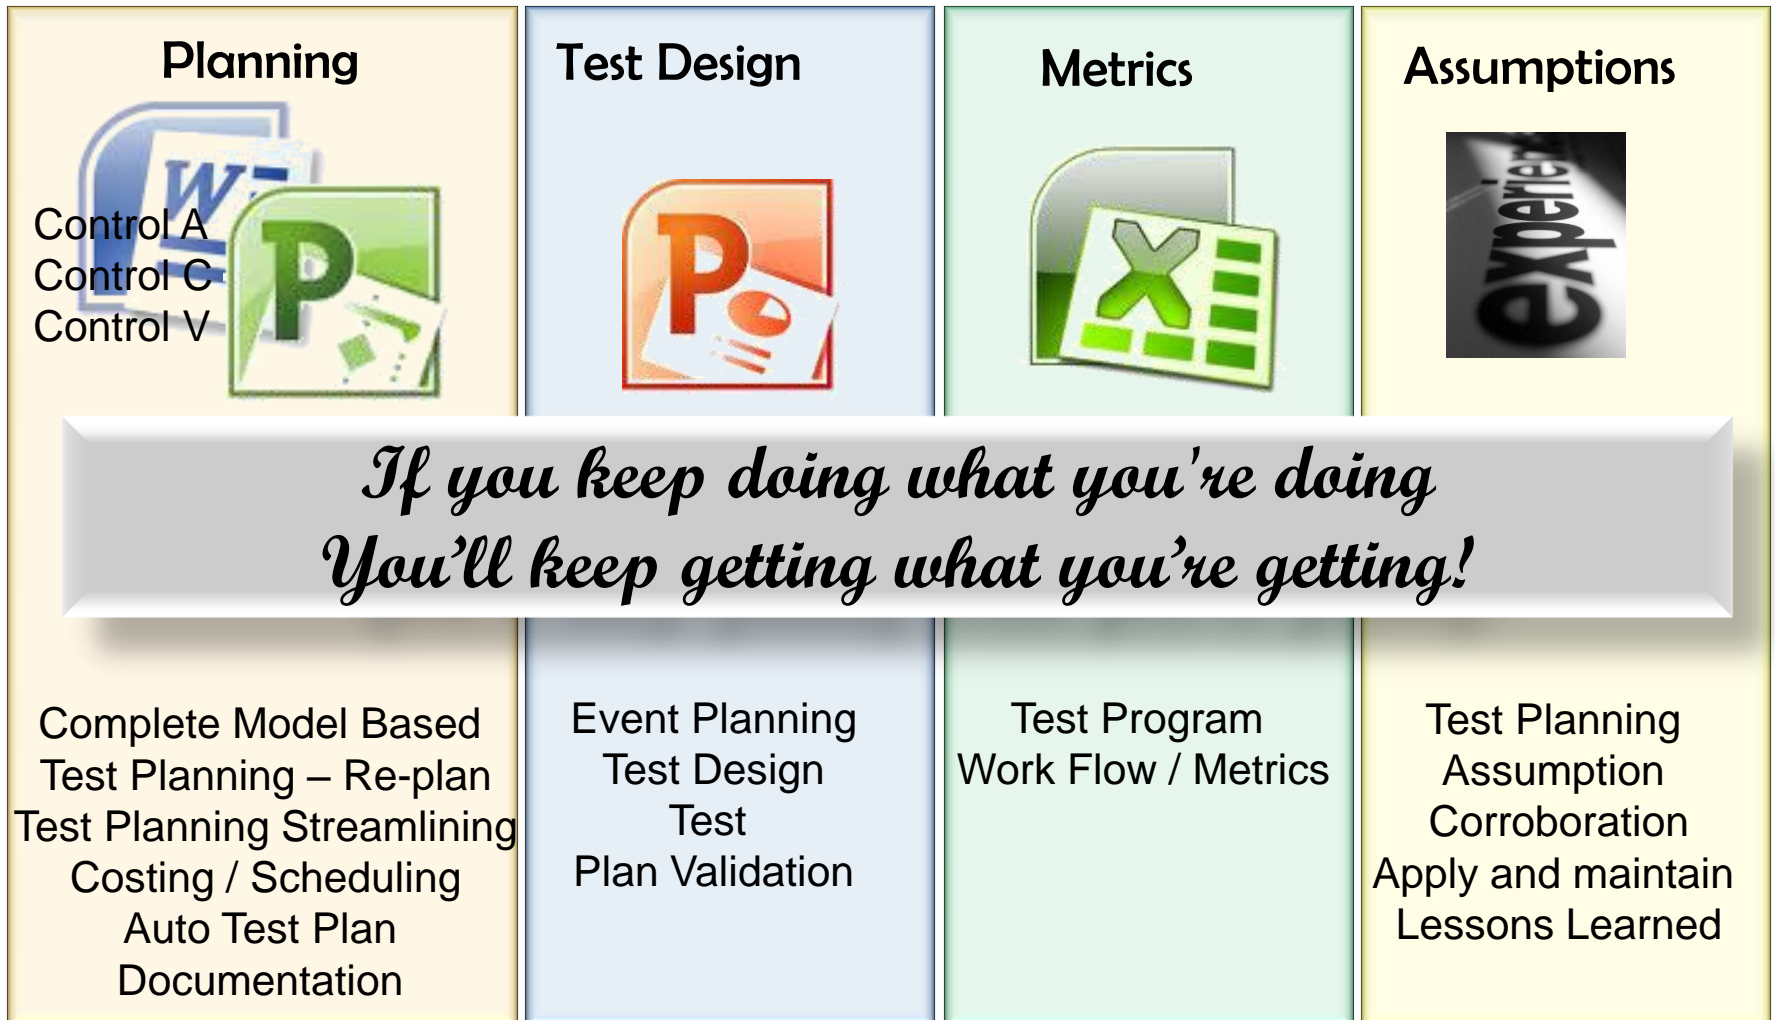 Planning
W
P
Control A
Control C
Control V
Complete Model Based
Test Planning – Re-plan
Test Planning Streamlining
Costing / Scheduling
Auto Test Plan
Documentation
Test Design
P
Event Planning
Test Design
Test
Plan Validation
Metrics
X
Test Program
Work Flow / Metrics
Assumptions
experien
Test Planning
Assumption
Corroboration
Apply and maintain
Lessons Learned
If you keep doing what you're doing
You’ll keep getting what you’re getting!